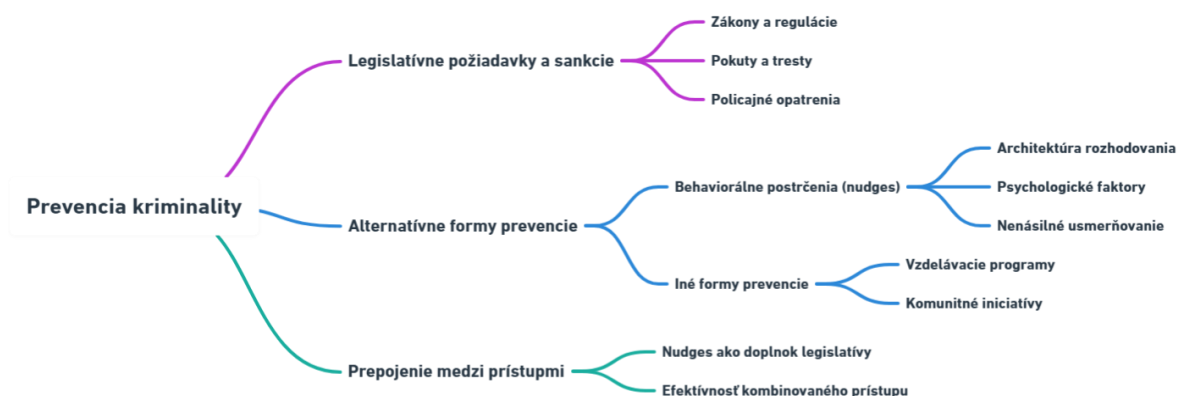 Prevencia kriminality
Legislatívne požiadavky a sankcie
Zákony a regulácie
Pokuty a tresty
Policajné opatrenia
Alternatívne formy prevencie
Behaviorálne postrčenia (nudges)
Architektúra rozhodovania
Psychologické faktory
Nenásilné usmerňovanie
Iné formy prevencie
Vzdelávacie programy
Komunitné iniciatívy
Prepojenie medzi prístupmi
Nudges ako doplnok legislatívy
Efektívnosť kombinovaného prístupu